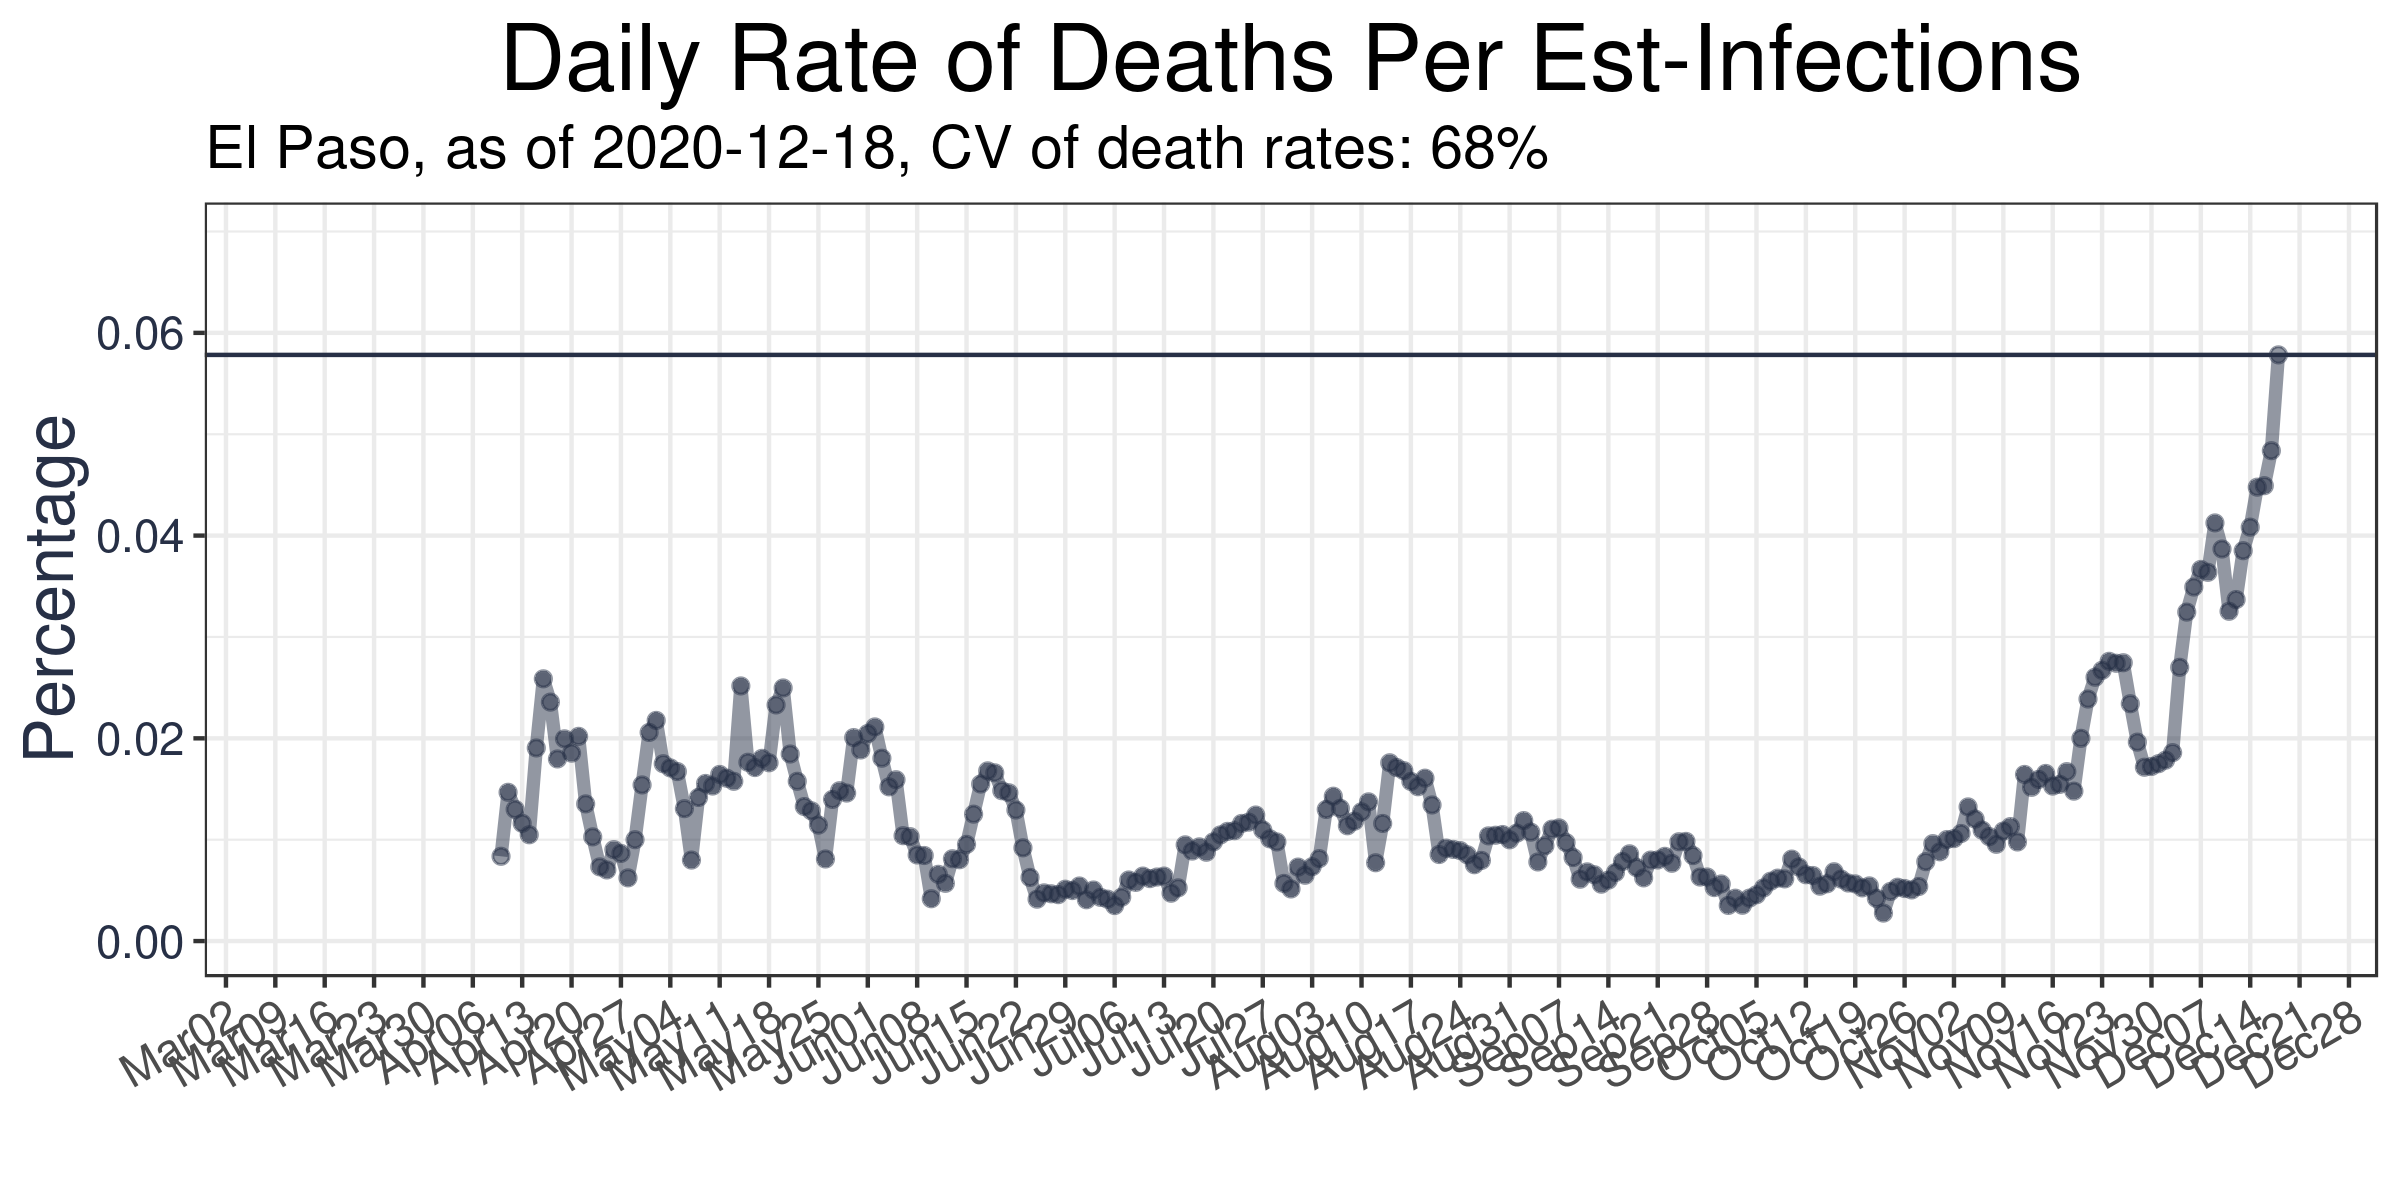 Daily Rate of Deaths Per Est-Infections
El Paso, as of 2020-12-18, CV of death rates: 68%
Percentage
0.06
0.04
0.02
0.00
Mar02
Mar09
Mar16
Mar23
Mar30
Apr06
Apr13
Apr20
Apr27
May04
May11
May18
May25
Jun01
Jun08
Jun15
Jun22
Jun29
Jul06
Jul13
Jul20
Jul27
Aug03
Aug10
Aug17
Aug24
Aug31
Sep07
Sep14
Sep21
Sep28
Oct05
Oct12
Oct19
Oct26
Nov02
Nov09
Nov16
Nov23
Nov30
Dec07
Dec14
Dec21
Dec28